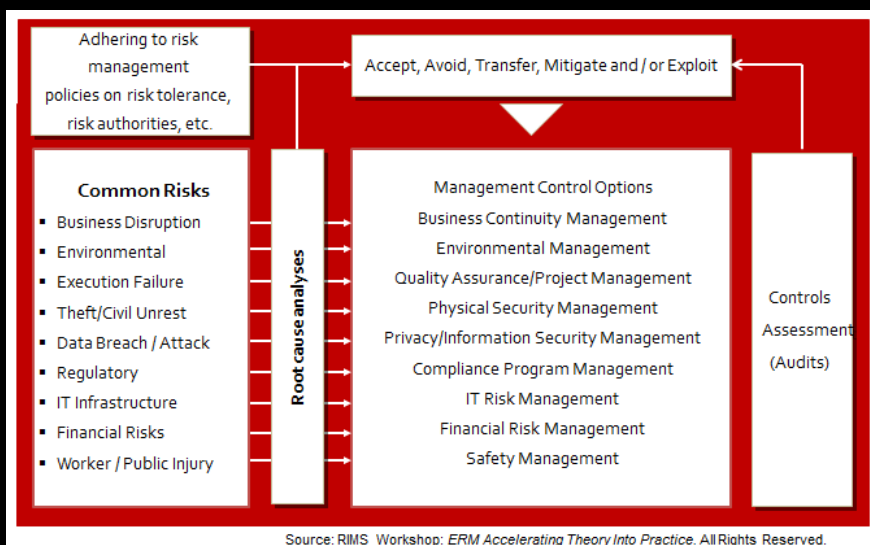 Adhering to risk
management
policies on risk tolerance,
risk authorities, etc.
Accept, Avoid, Transfer, Mitigate and / or Exploit
Common Risks
▪ Business Disruption
▪ Environmental
▪ Execution Failure
▪ Theft/Civil Unrest
▪ Data Breach / Attack
▪ Regulatory
▪ IT Infrastructure
▪ Financial Risks
▪ Worker / Public Injury
Root cause analyses
Management Control Options
Business Continuity Management
Environmental Management
Quality Assurance/Project Management
Physical Security Management
Privacy/Information Security Management
Compliance Program Management
IT Risk Management
Financial Risk Management
Safety Management
Controls
Assessment
(Audits)
Source: RIMS Workshop: ERM Accelerating Theory Into Practice. All Rights Reserved.